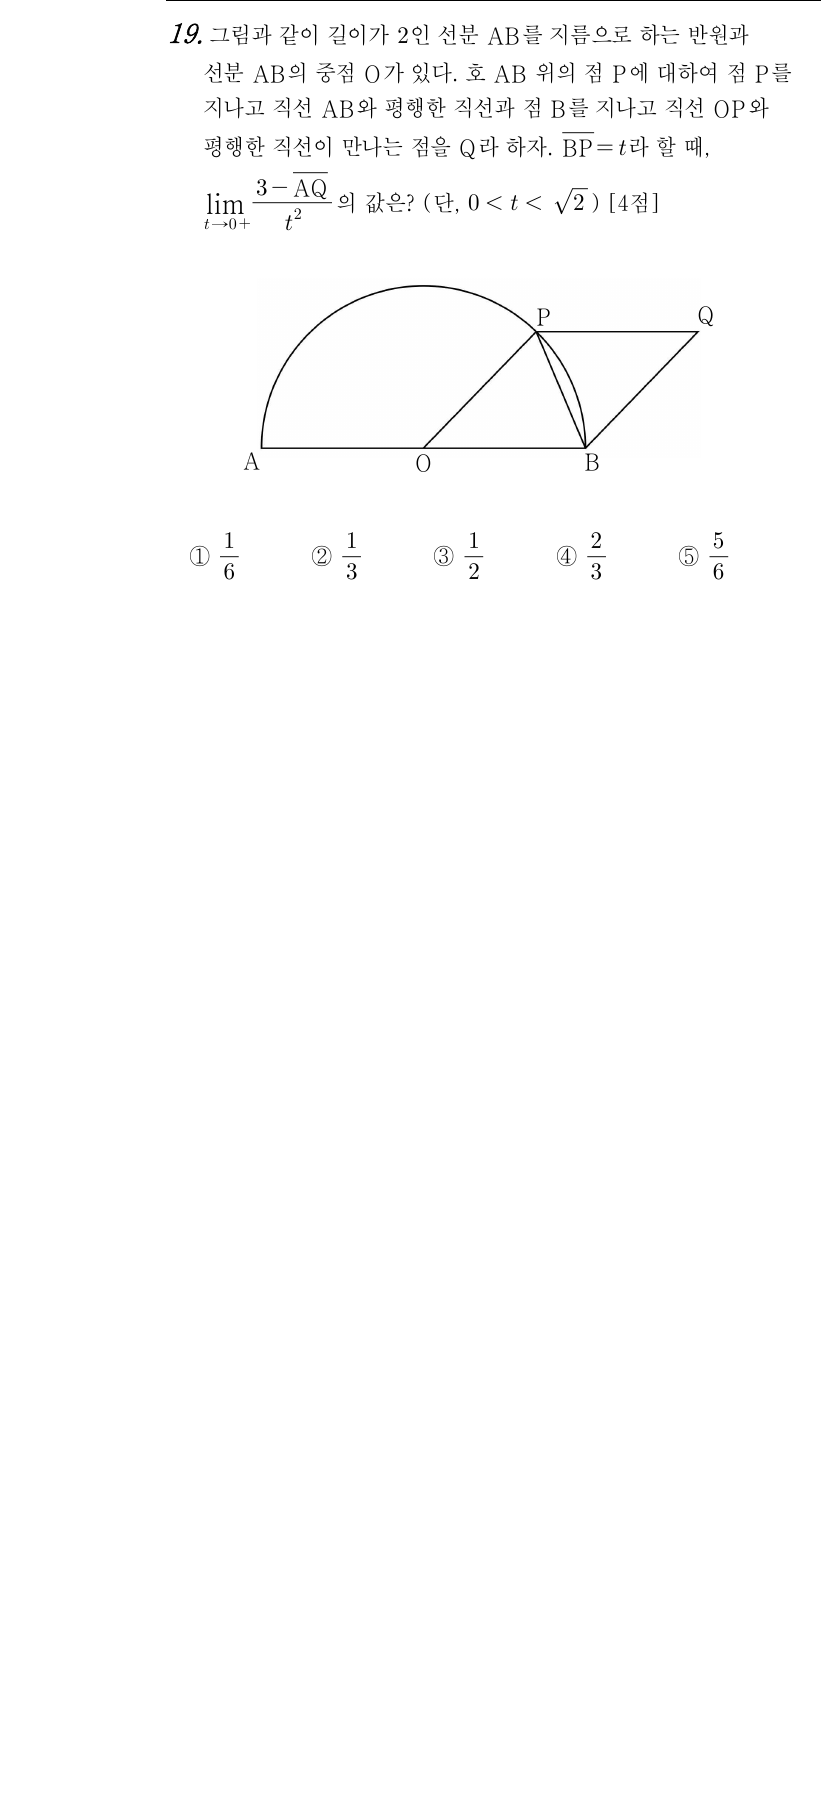 19. 그림과 같이 길이가 2인 선분 AB를 지름으로 하는 반원과
선분 AB의 중점 O가 있다. 호 AB 위의 점 P에 대하여 점 P를
지나고 직선 AB와 평행한 직선과 점 B를 지나고 직선 OP와
평행한 직선이 만나는 점을 Q라 하자. $\overline{BP}=t$라 할 때,
$\lim_{t \to 0+} \frac{3-\overline{AQ}}{t^2}$의 값은? (단, $0<t<\sqrt{2}$) [4점]
P Q
A O B
① $\frac{1}{6}$ ② $\frac{1}{3}$ ③ $\frac{1}{2}$ ④ $\frac{2}{3}$ ⑤ $\frac{5}{6}$